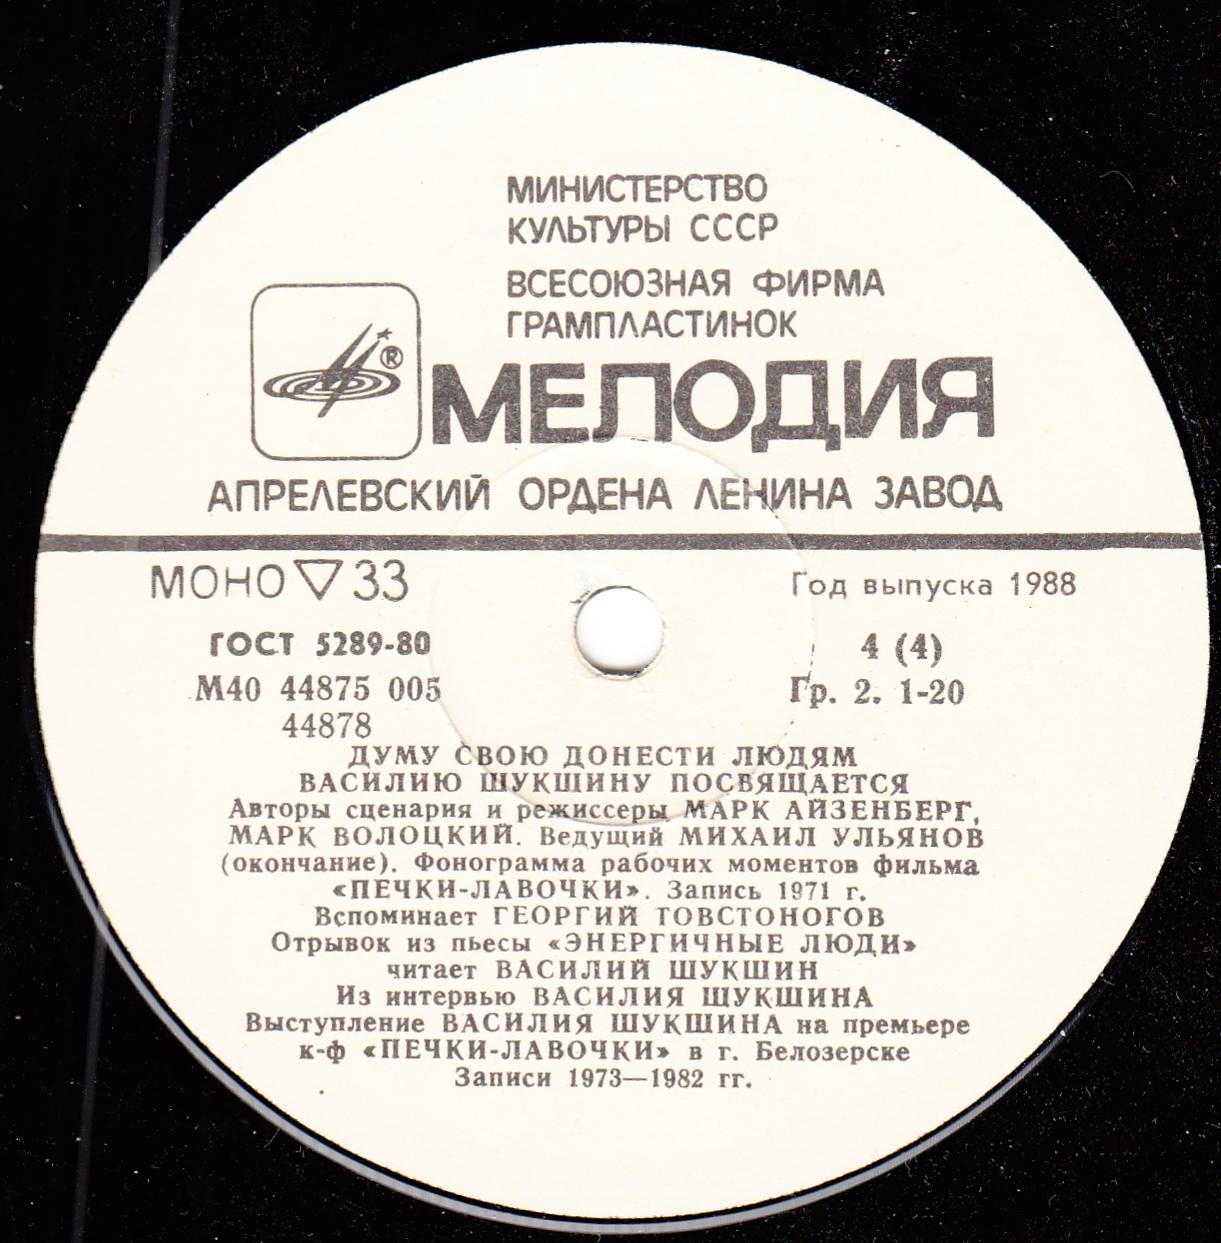 МИНИСТЕРСТВО
КУЛЬТУРЫ СССР
ВСЕСОЮЗНАЯ ФИРМА
ГРАМПЛАСТИНОК
®
МЕЛОДИЯ
АПРЕЛЕВСКИЙ ОРДЕНА ЛЕНИНА ЗАВОД
МОНО ▽ 33
Год выпуска 1988
ГОСТ 5289-80
4 (4)
М40 44875 005
Гр. 2. 1-20
44878
ДУМУ СВОЮ ДОНЕСТИ ЛЮДЯМ
ВАСИЛИЮ ШУКШИНУ ПОСВЯЩАЕТСЯ
Авторы сценария и режиссеры МАРК АЙЗЕНБЕРГ,
МАРК ВОЛОЦКИЙ. Ведущий МИХАИЛ УЛЬЯНОВ
(окончание). Фонограмма рабочих моментов фильма
«ПЕЧКИ-ЛАВОЧКИ». Запись 1971 г.
Вспоминает ГЕОРГИЙ ТОВСТОНОГОВ
Отрывок из пьесы «ЭНЕРГИЧНЫЕ ЛЮДИ»
читает ВАСИЛИЙ ШУКШИН
Из интервью ВАСИЛИЯ ШУКШИНА
Выступление ВАСИЛИЯ ШУКШИНА на премьере
к-ф «ПЕЧКИ-ЛАВОЧКИ» в г. Белозерске
Записи 1973—1982 гг.